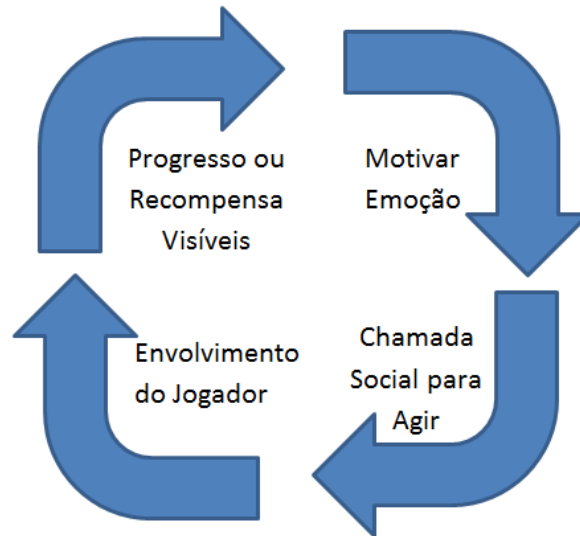 Progresso ou
Recompensa
Visíveis
Motivar
Emoção
Chamada
Social para
Agir
Envolvimento
do Jogador